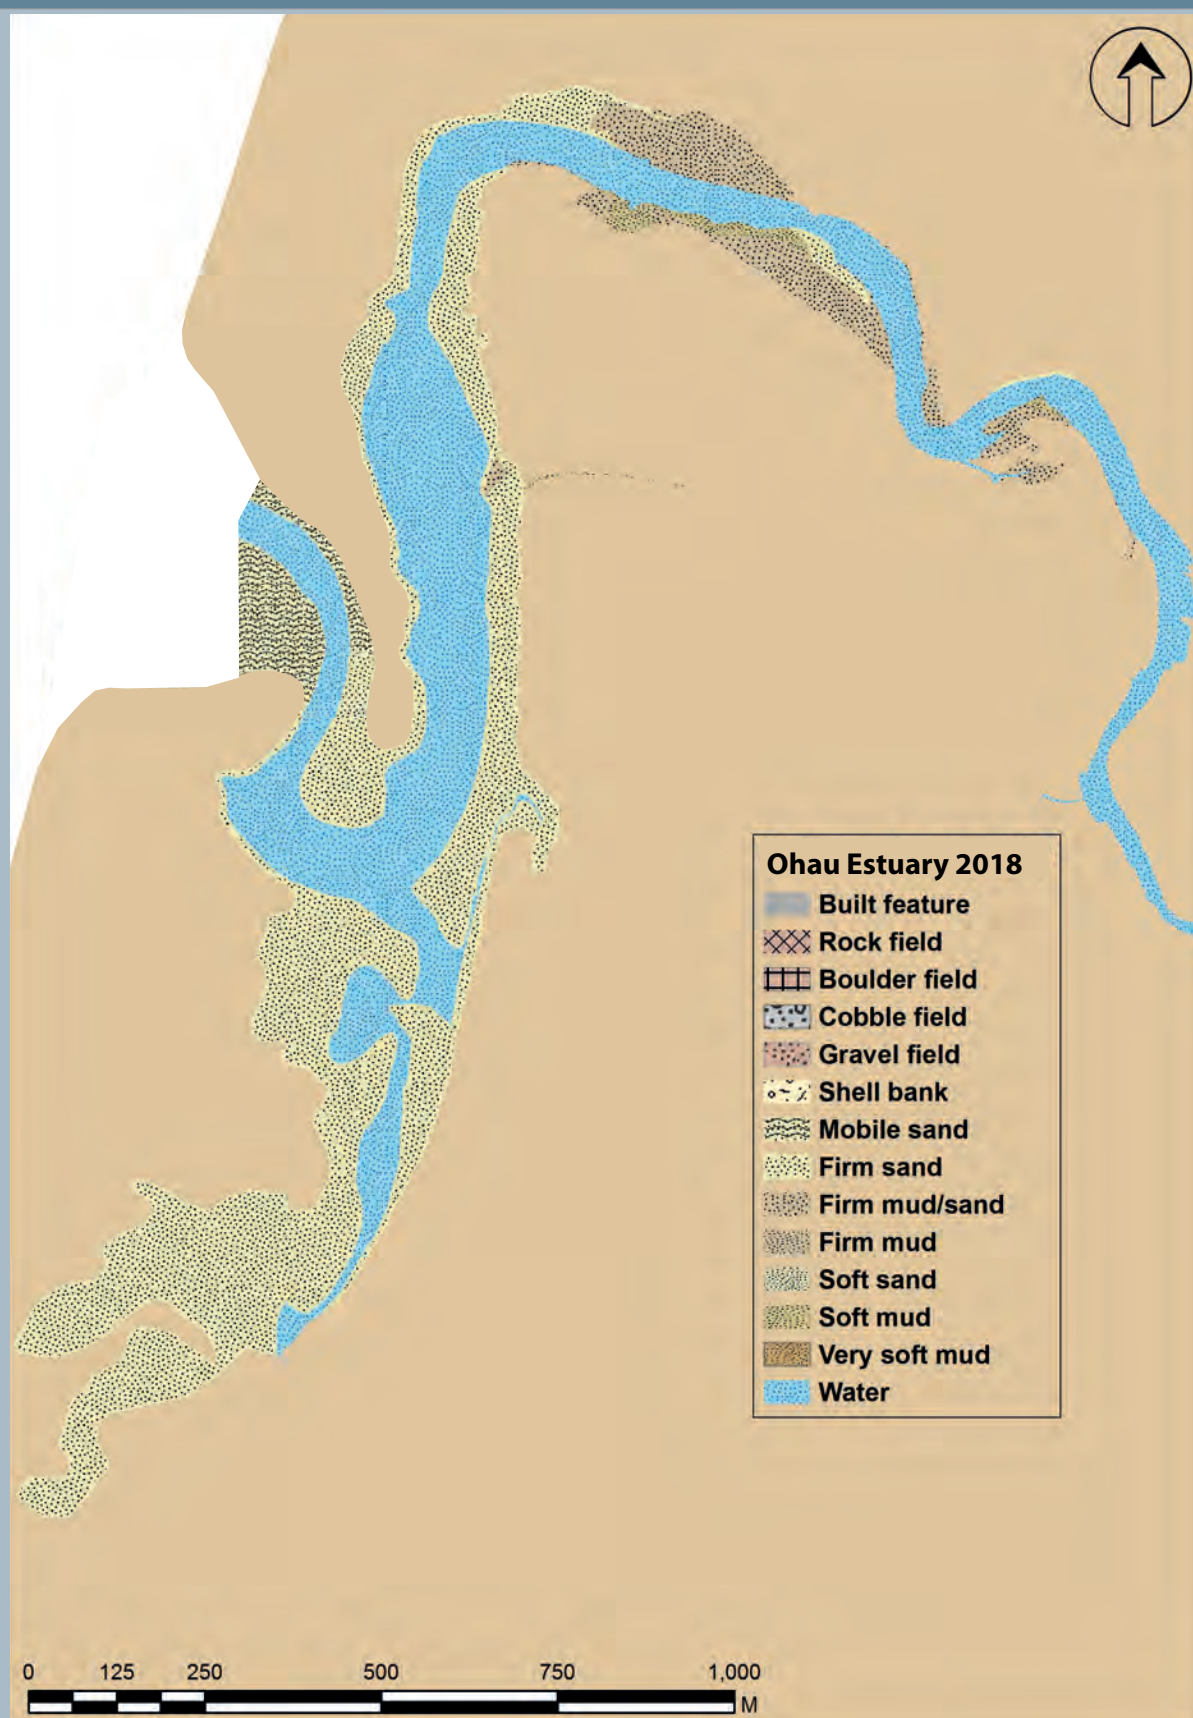 Ohau Estuary 2018
Built feature
Rock field
Boulder field
Cobble field
Gravel field
Shell bank
Mobile sand
Firm sand
Firm mud/sand
Firm mud
Soft sand
Soft mud
Very soft mud
Water
0 125 250 500 750 1,000
M